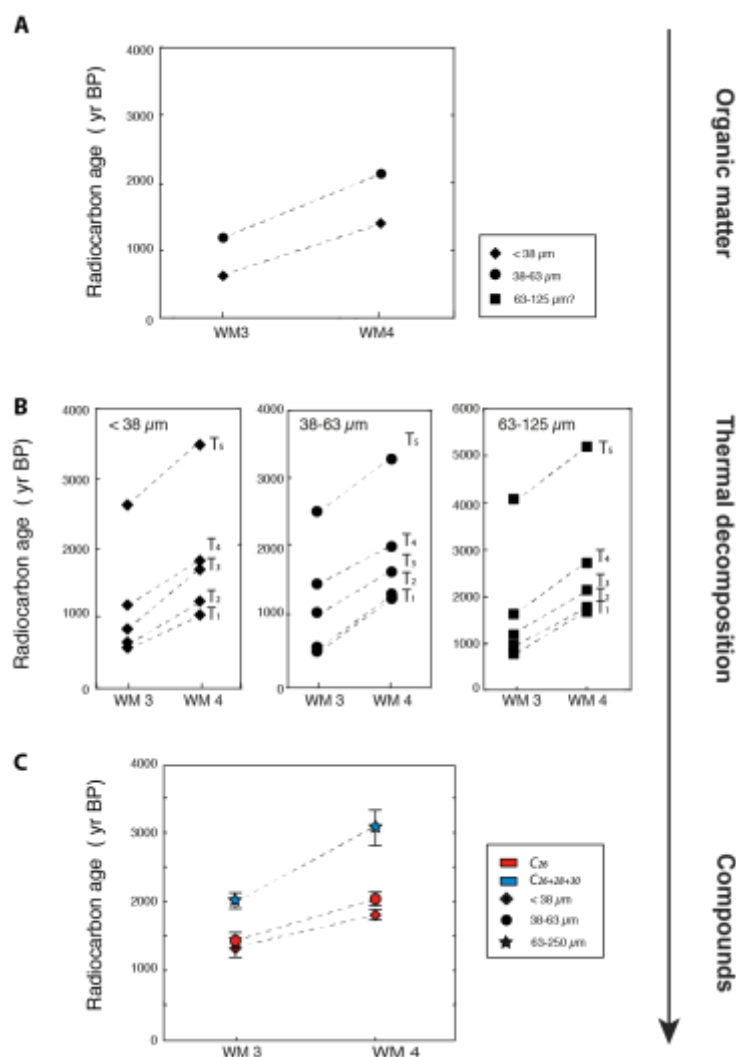 A
Radiocarbon age ( yr BP)
4000
3000
2000
1000
0
WM3
WM4
< 38 µm
38-63 µm
63-125 µm?
Organic matter
B
Radiocarbon age ( yr BP)
4000
3000
2000
1000
0
< 38 µm
T5
T4
T3
T2
T1
WM 3
WM 4
4000
3000
2000
1000
0
38-63 µm
T5
T4
T3
T2
T1
WM 3
WM 4
6000
5000
4000
3000
2000
1000
0
63-125 µm
T5
T4
T3
T2
T1
WM 3
WM 4
Thermal decomposition
C
Radiocarbon age ( yr BP)
4000
3000
2000
1000
0
WM 3
WM 4
C26
C26+28+30
< 38 µm
38-63 µm
63-250 µm
Compounds